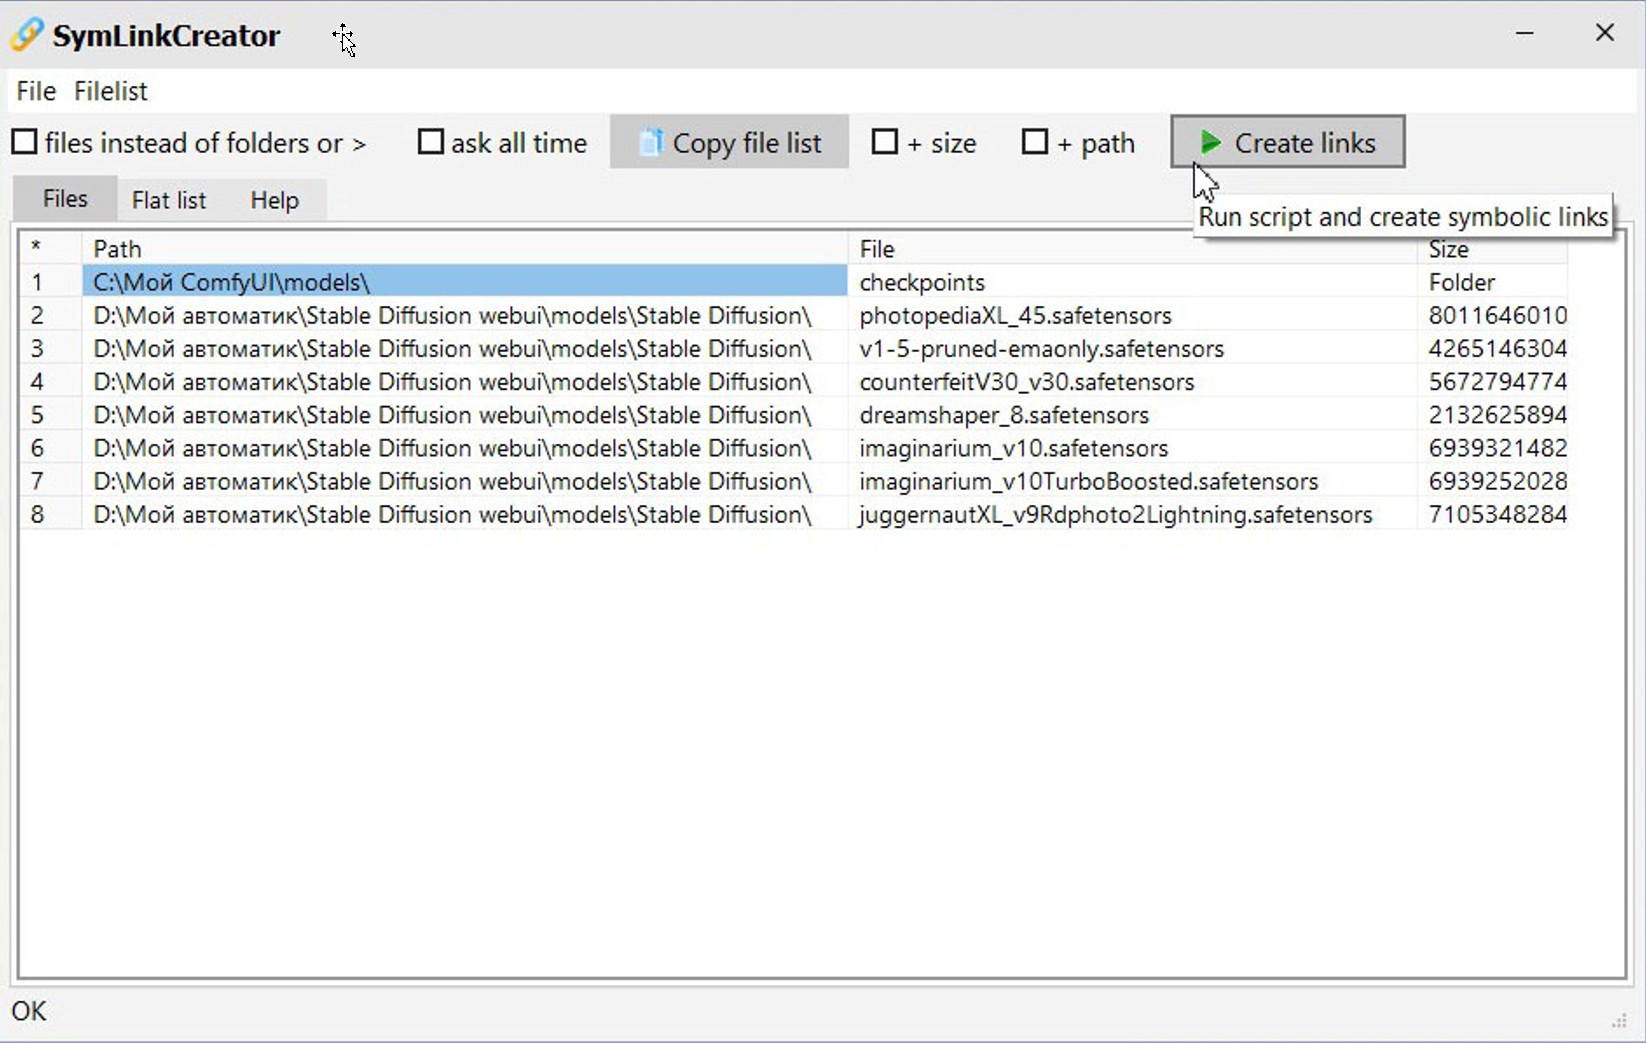 SymLinkCreator
File Filelist
files instead of folders or > ask all time Copy file list + size + path Create links
Files Flat list Help
Run script and create symbolic links
* Path File Size
1 C:\Мой ComfyUI\models\ checkpoints Folder
2 D:\Мой автоматик\Stable Diffusion webui\models\Stable Diffusion\ photopediaXL_45.safetensors 8011646010
3 D:\Мой автоматик\Stable Diffusion webui\models\Stable Diffusion\ v1-5-pruned-emaonly.safetensors 4265146304
4 D:\Мой автоматик\Stable Diffusion webui\models\Stable Diffusion\ counterfeitV30_v30.safetensors 5672794774
5 D:\Мой автоматик\Stable Diffusion webui\models\Stable Diffusion\ dreamshaper_8.safetensors 2132625894
6 D:\Мой автоматик\Stable Diffusion webui\models\Stable Diffusion\ imaginarium_v10.safetensors 6939321482
7 D:\Мой автоматик\Stable Diffusion webui\models\Stable Diffusion\ imaginarium_v10TurboBoosted.safetensors 6939252028
8 D:\Мой автоматик\Stable Diffusion webui\models\Stable Diffusion\ juggernautXL_v9Rdphoto2Lightning.safetensors 7105348284
OK